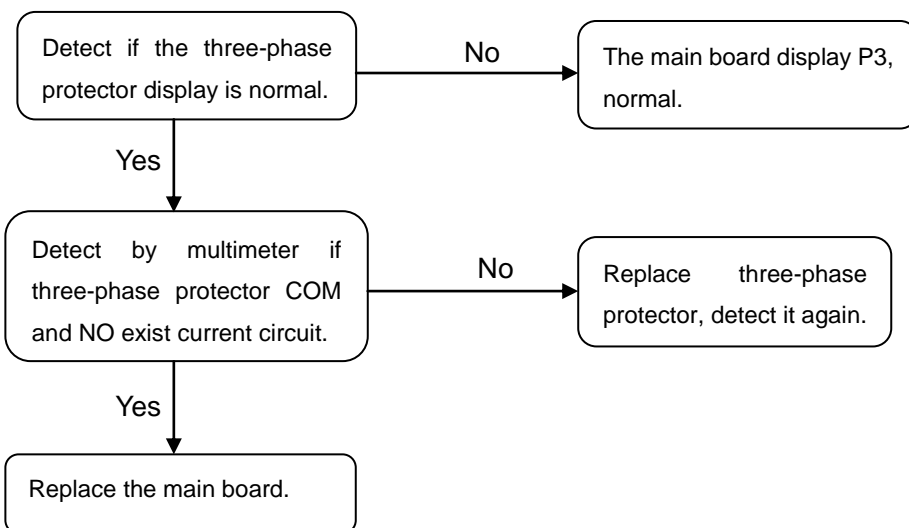 Detect if the three-phase
protector display is normal.
No
The main board display P3,
normal.
Yes
Detect by multimeter if
three-phase protector COM
and NO exist current circuit.
No
Replace three-phase
protector, detect it again.
Yes
Replace the main board.